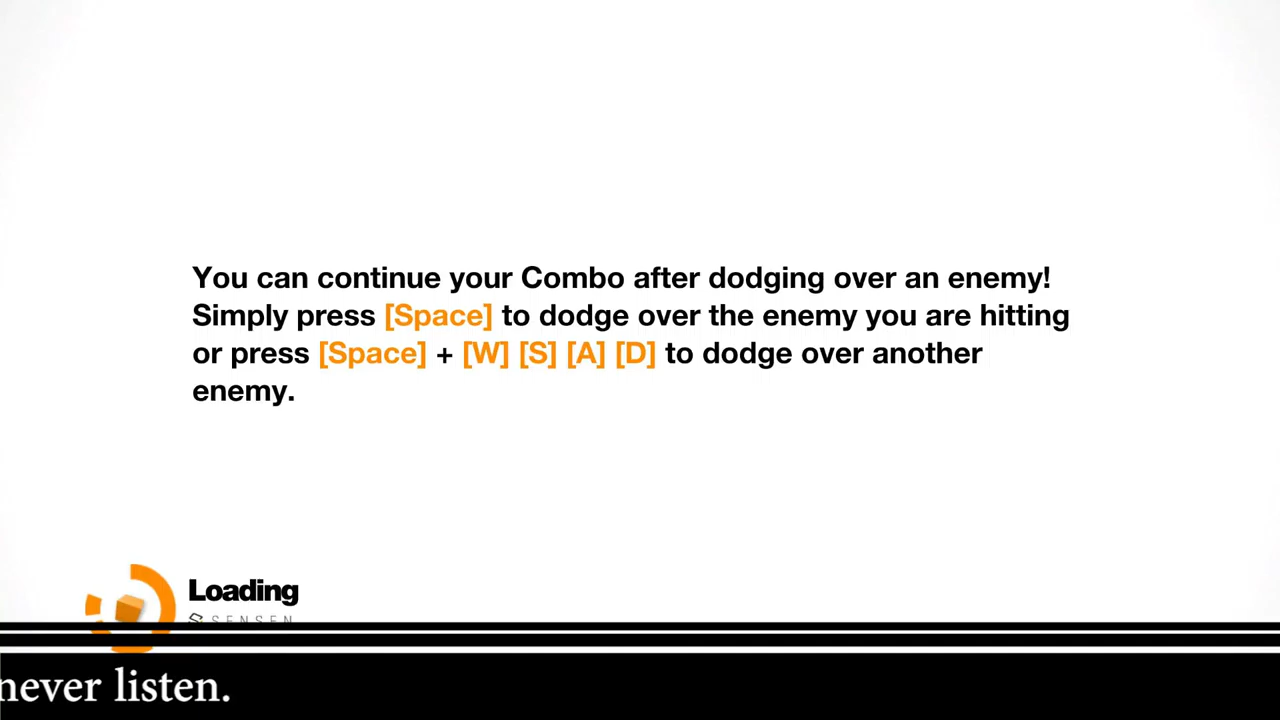 You can continue your Combo after dodging over an enemy!
Simply press [Space] to dodge over the enemy you are hitting
or press [Space] + [W] [S] [A] [D] to dodge over another
enemy.
Loading
SENSEN
never listen.